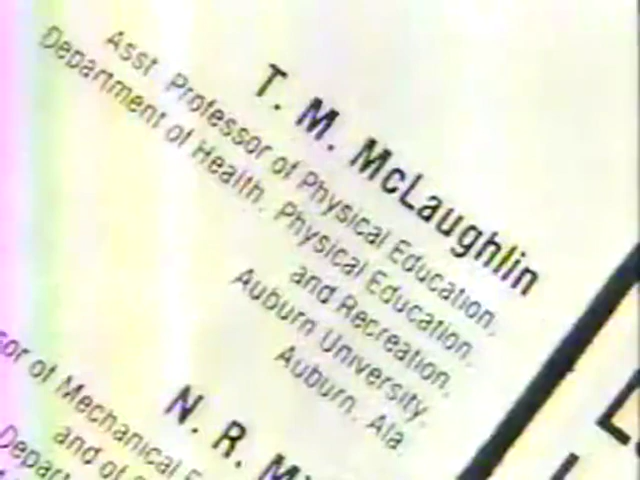 T. M. McLaughlin
Asst. Professor of Physical Education,
Department of Health, Physical Education,
and Recreation,
Auburn University,
Auburn, Ala.
N. R.
of Mechanical
and of